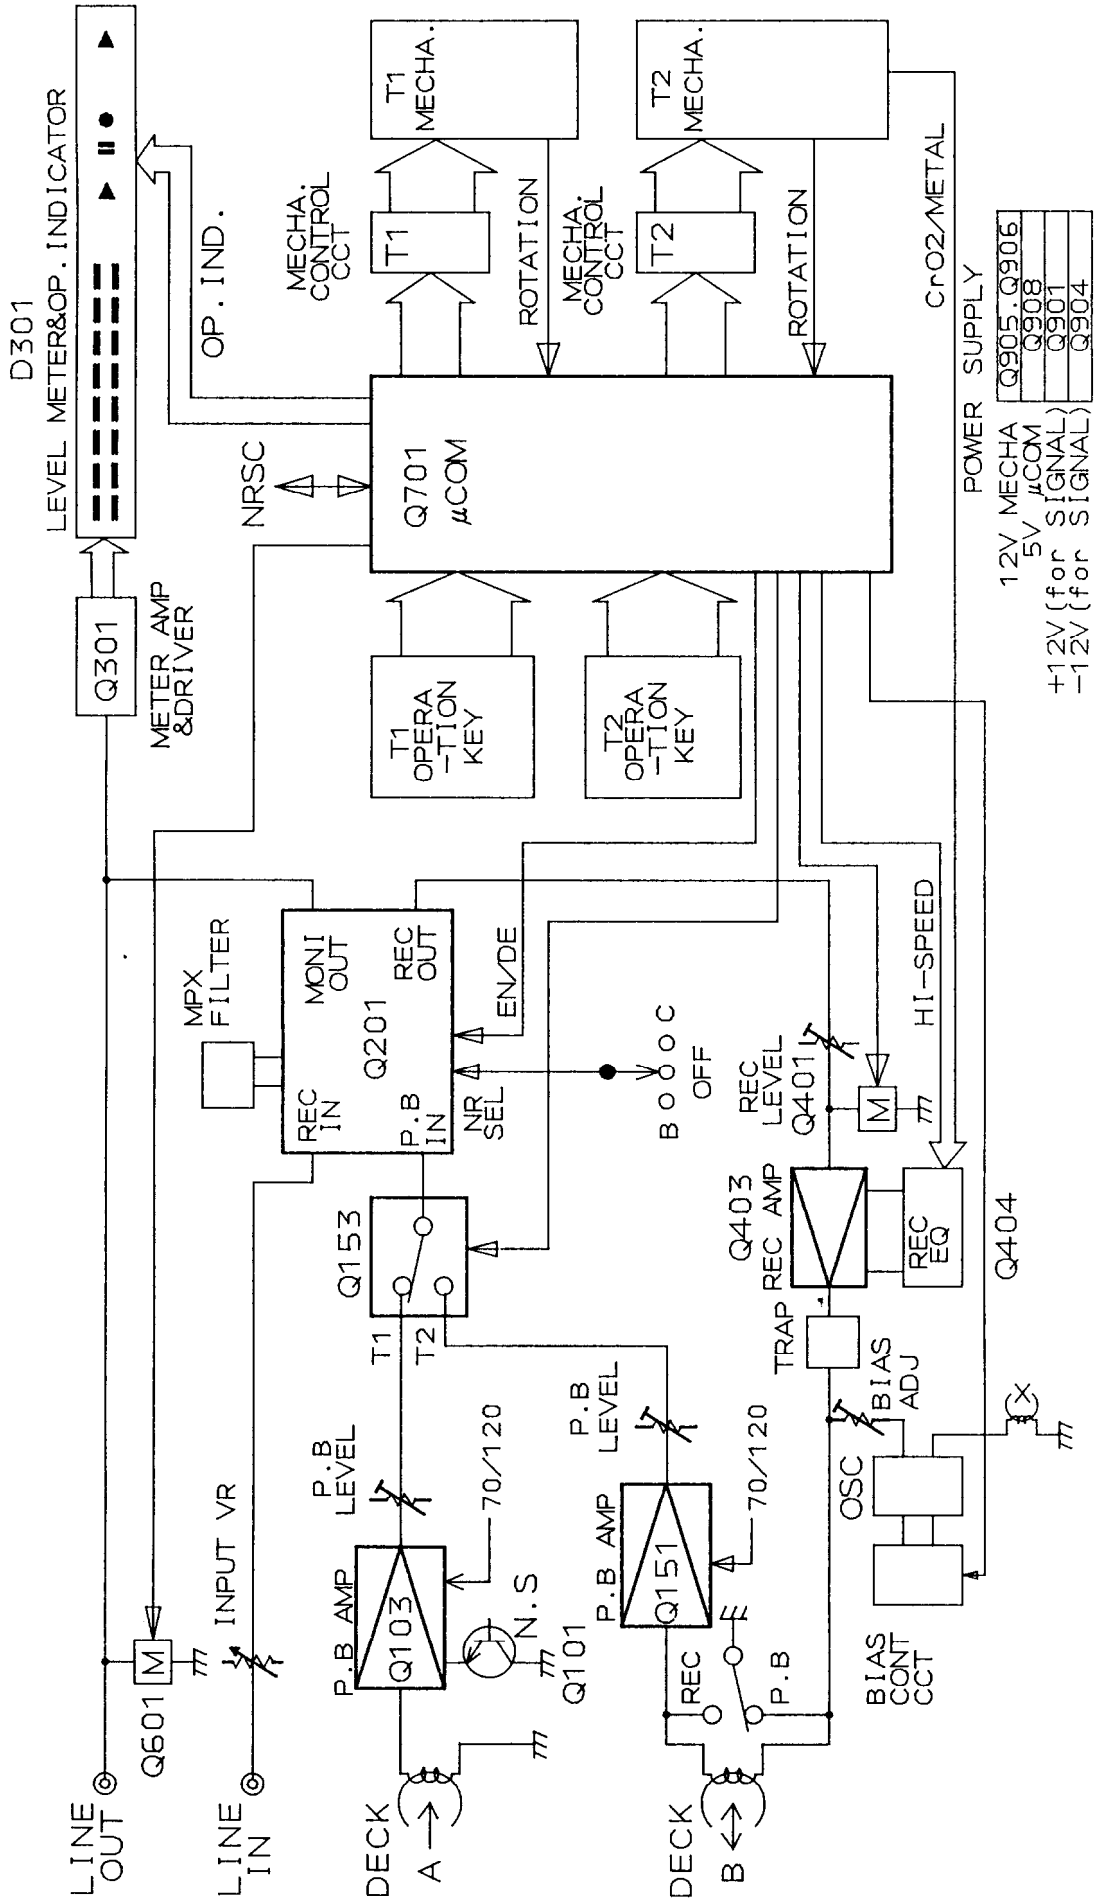 D301
LEVEL METER&OP.INDICATOR
OP.IND.
Q301
METER AMP
&DRIVER
LINE
OUT
Q601
M
LINE
IN
INPUT VR
MPX
FILTER
REC
IN
MONI
OUT
Q201
P.B
IN
REC
OUT
NR
SEL
EN/DE
B
OFF
C
NRSC
Q701
μCOM
T1
OPERA
-TION
KEY
T2
OPERA
-TION
KEY
MECHA.
CONTROL
CCT
T1
T1
MECHA.
ROTATION
MECHA.
CONTROL
CCT
T2
T2
MECHA.
ROTATION
CrO2/METAL
DECK
A
P.B AMP
Q103
N.S
Q101
70/120
P.B
LEVEL
Q153
T1
T2
DECK
B
P.B AMP
Q151
70/120
P.B
LEVEL
REC
P.B
BIAS
CONT
CCT
OSC
BIAS
ADJ
X
TRAP
Q403
REC AMP
REC
EQ
Q404
REC
LEVEL
Q401
M
HI-SPEED
POWER SUPPLY
12V MECHA Q905.Q906
5V μCOM Q908
+12V(for SIGNAL) Q901
-12V(for SIGNAL) Q904